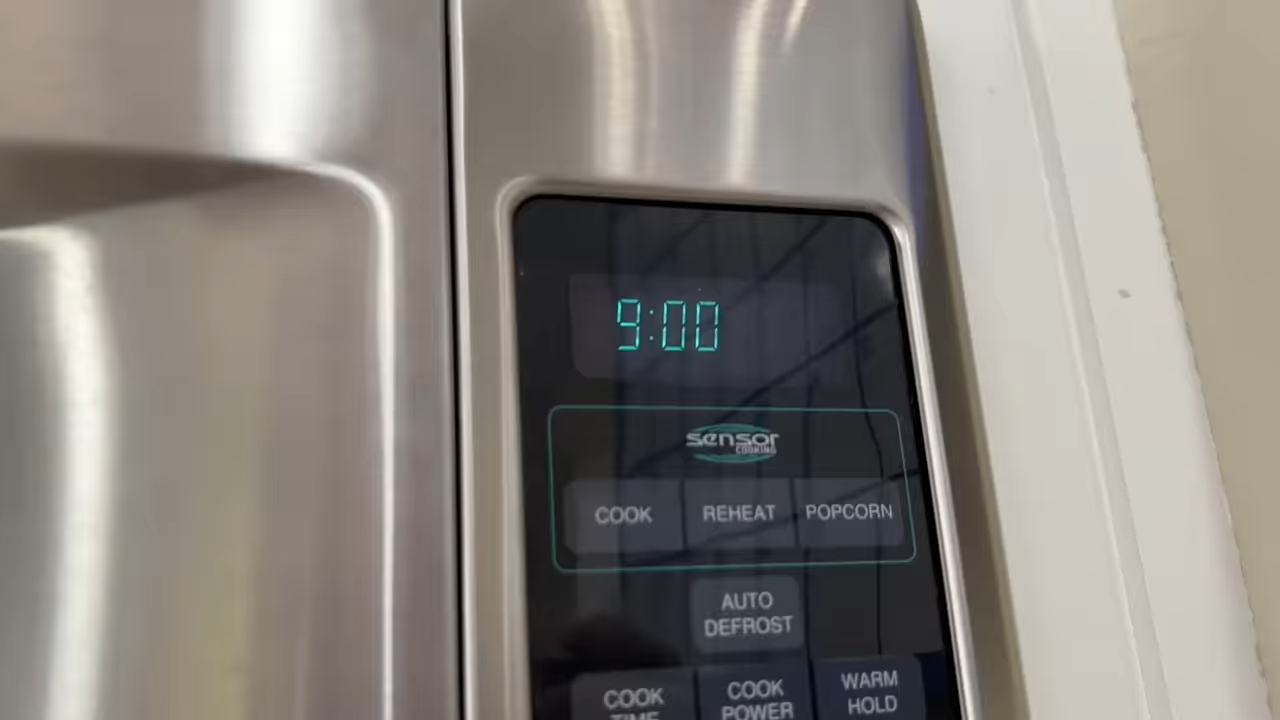 9:00
sensor
COOKING
COOK REHEAT POPCORN
AUTO
DEFROST
COOK COOK WARM
TIME POWER HOLD